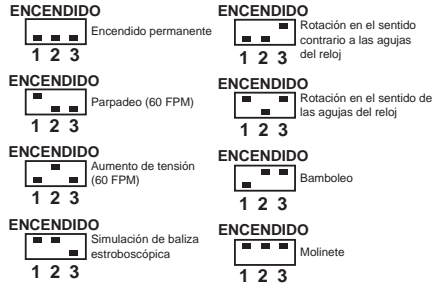 ENCENDIDO
Encendido permanente
1 2 3
ENCENDIDO
Parpadeo (60 FPM)
1 2 3
ENCENDIDO
Aumento de tensión
(60 FPM)
1 2 3
ENCENDIDO
Simulación de baliza
estroboscópica
1 2 3
ENCENDIDO
Rotación en el sentido
contrario a las agujas
del reloj
1 2 3
ENCENDIDO
Rotación en el sentido de
las agujas del reloj
1 2 3
ENCENDIDO
Bamboleo
1 2 3
ENCENDIDO
Molinete
1 2 3